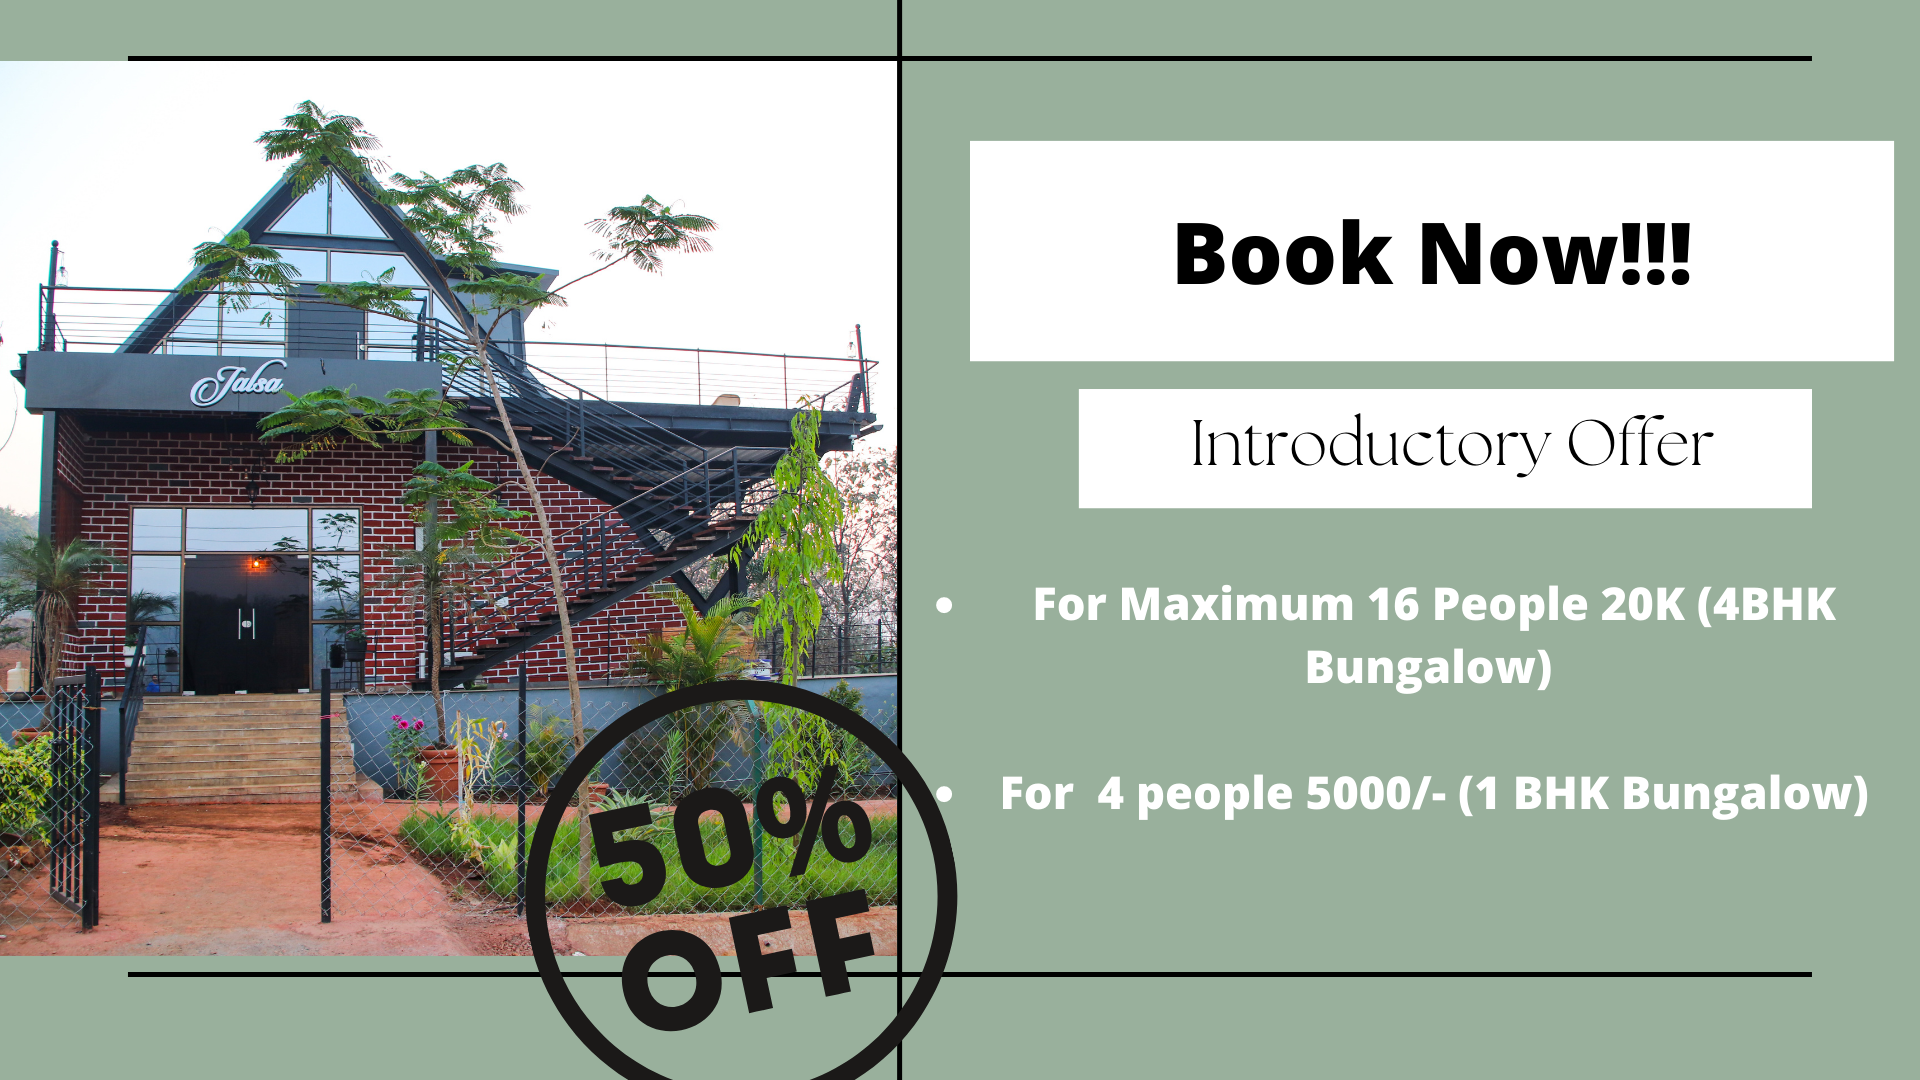 Jalsa
50%
OFF
Book Now!!!
Introductory Offer
• For Maximum 16 People 20K (4BHK
Bungalow)
• For 4 people 5000/- (1 BHK Bungalow)